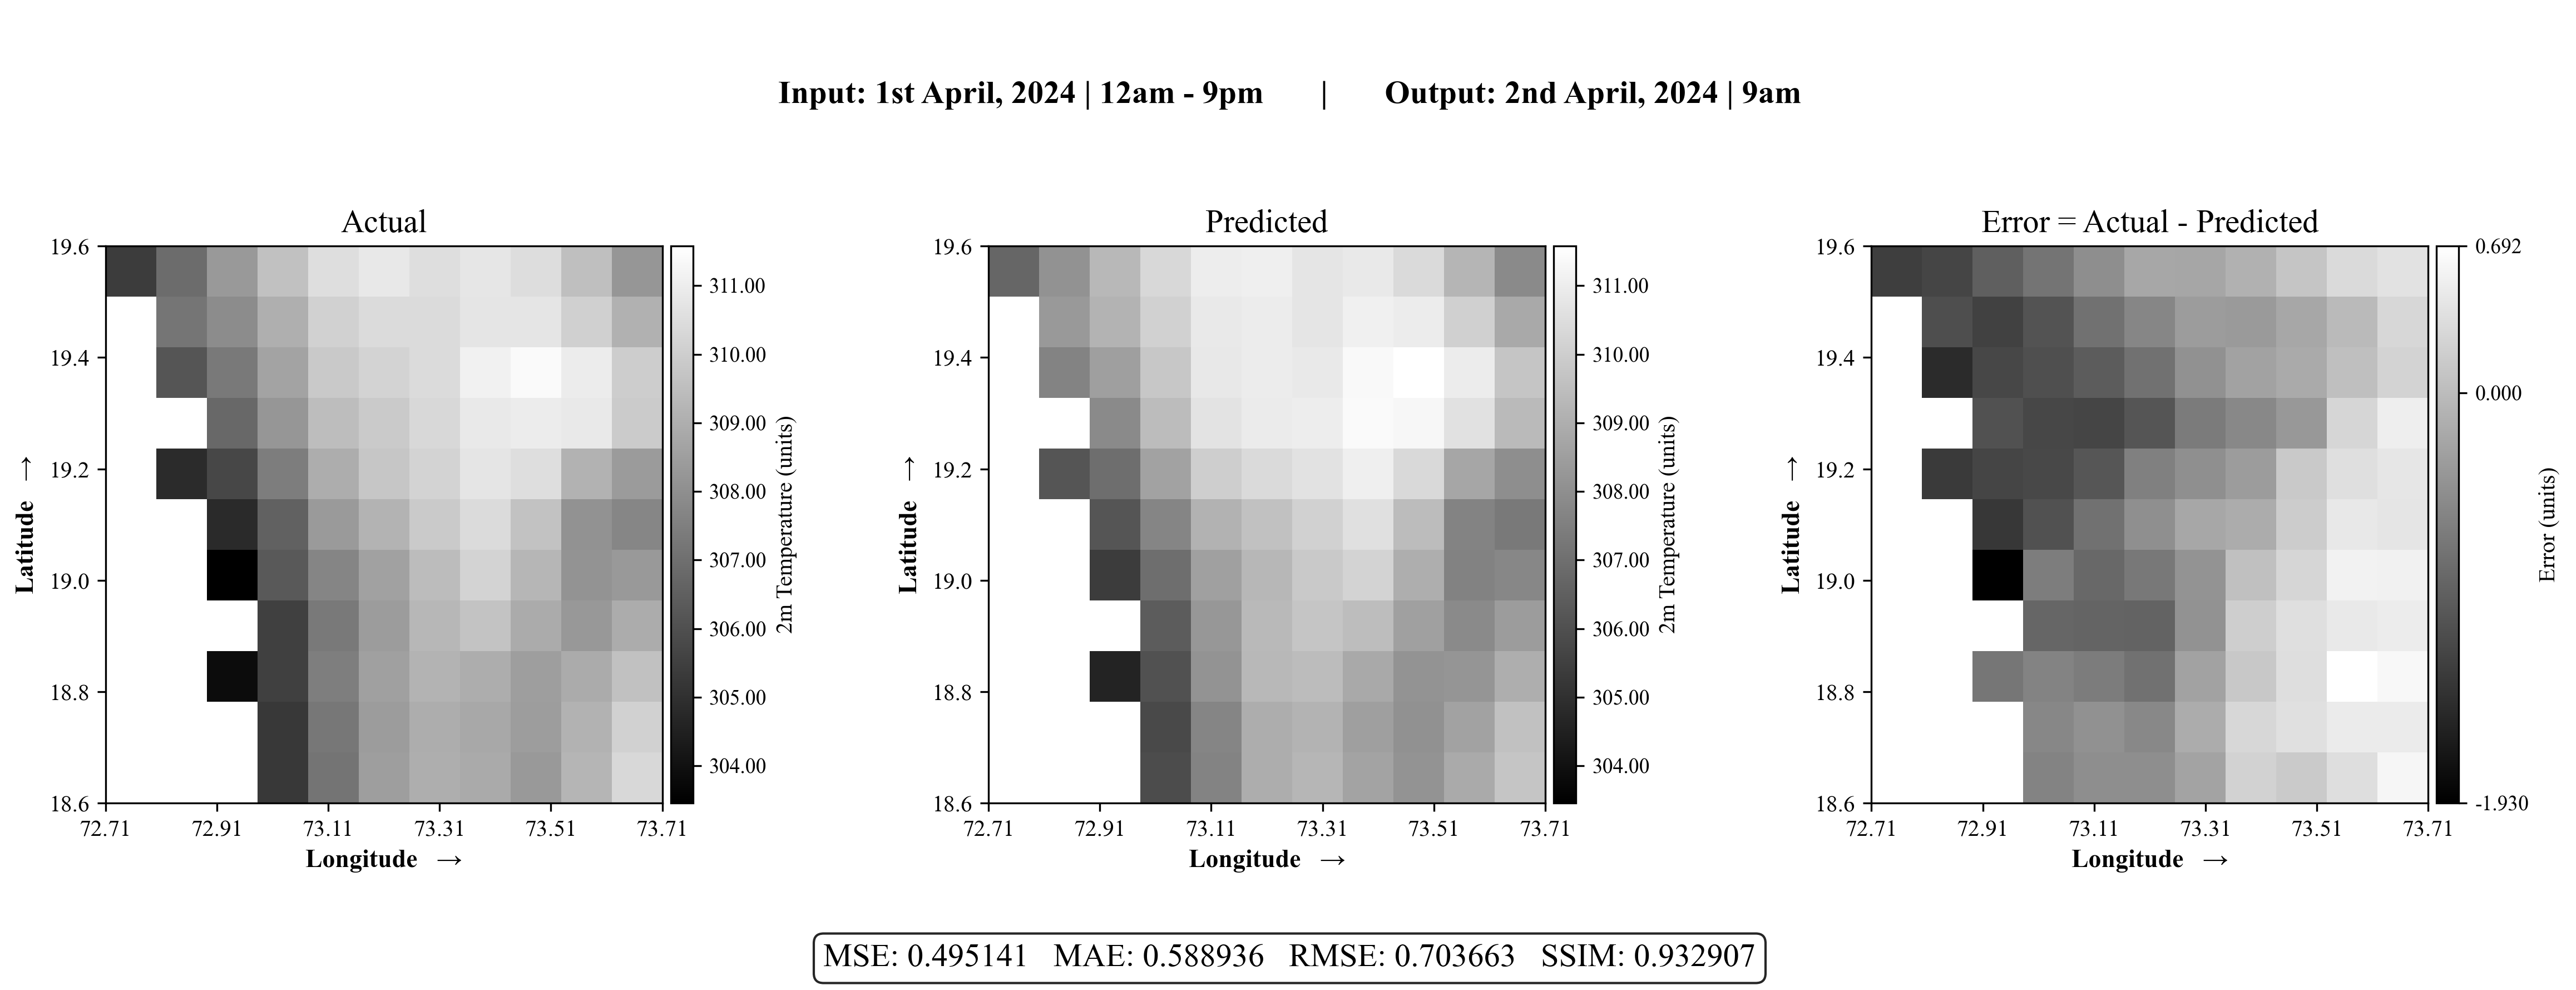 Input: 1st April, 2024 | 12am - 9pm | Output: 2nd April, 2024 | 9am
Actual
19.6
19.4
19.2
19.0
18.8
18.6
Latitude →
72.71 72.91 73.11 73.31 73.51 73.71
Longitude →
311.00
310.00
309.00
308.00
307.00
306.00
305.00
304.00
2m Temperature (units)
Predicted
19.6
19.4
19.2
19.0
18.8
18.6
Latitude →
72.71 72.91 73.11 73.31 73.51 73.71
Longitude →
311.00
310.00
309.00
308.00
307.00
306.00
305.00
304.00
2m Temperature (units)
Error = Actual - Predicted
19.6
19.4
19.2
19.0
18.8
18.6
Latitude →
72.71 72.91 73.11 73.31 73.51 73.71
Longitude →
0.692
0.000
-1.930
Error (units)
MSE: 0.495141 MAE: 0.588936 RMSE: 0.703663 SSIM: 0.932907